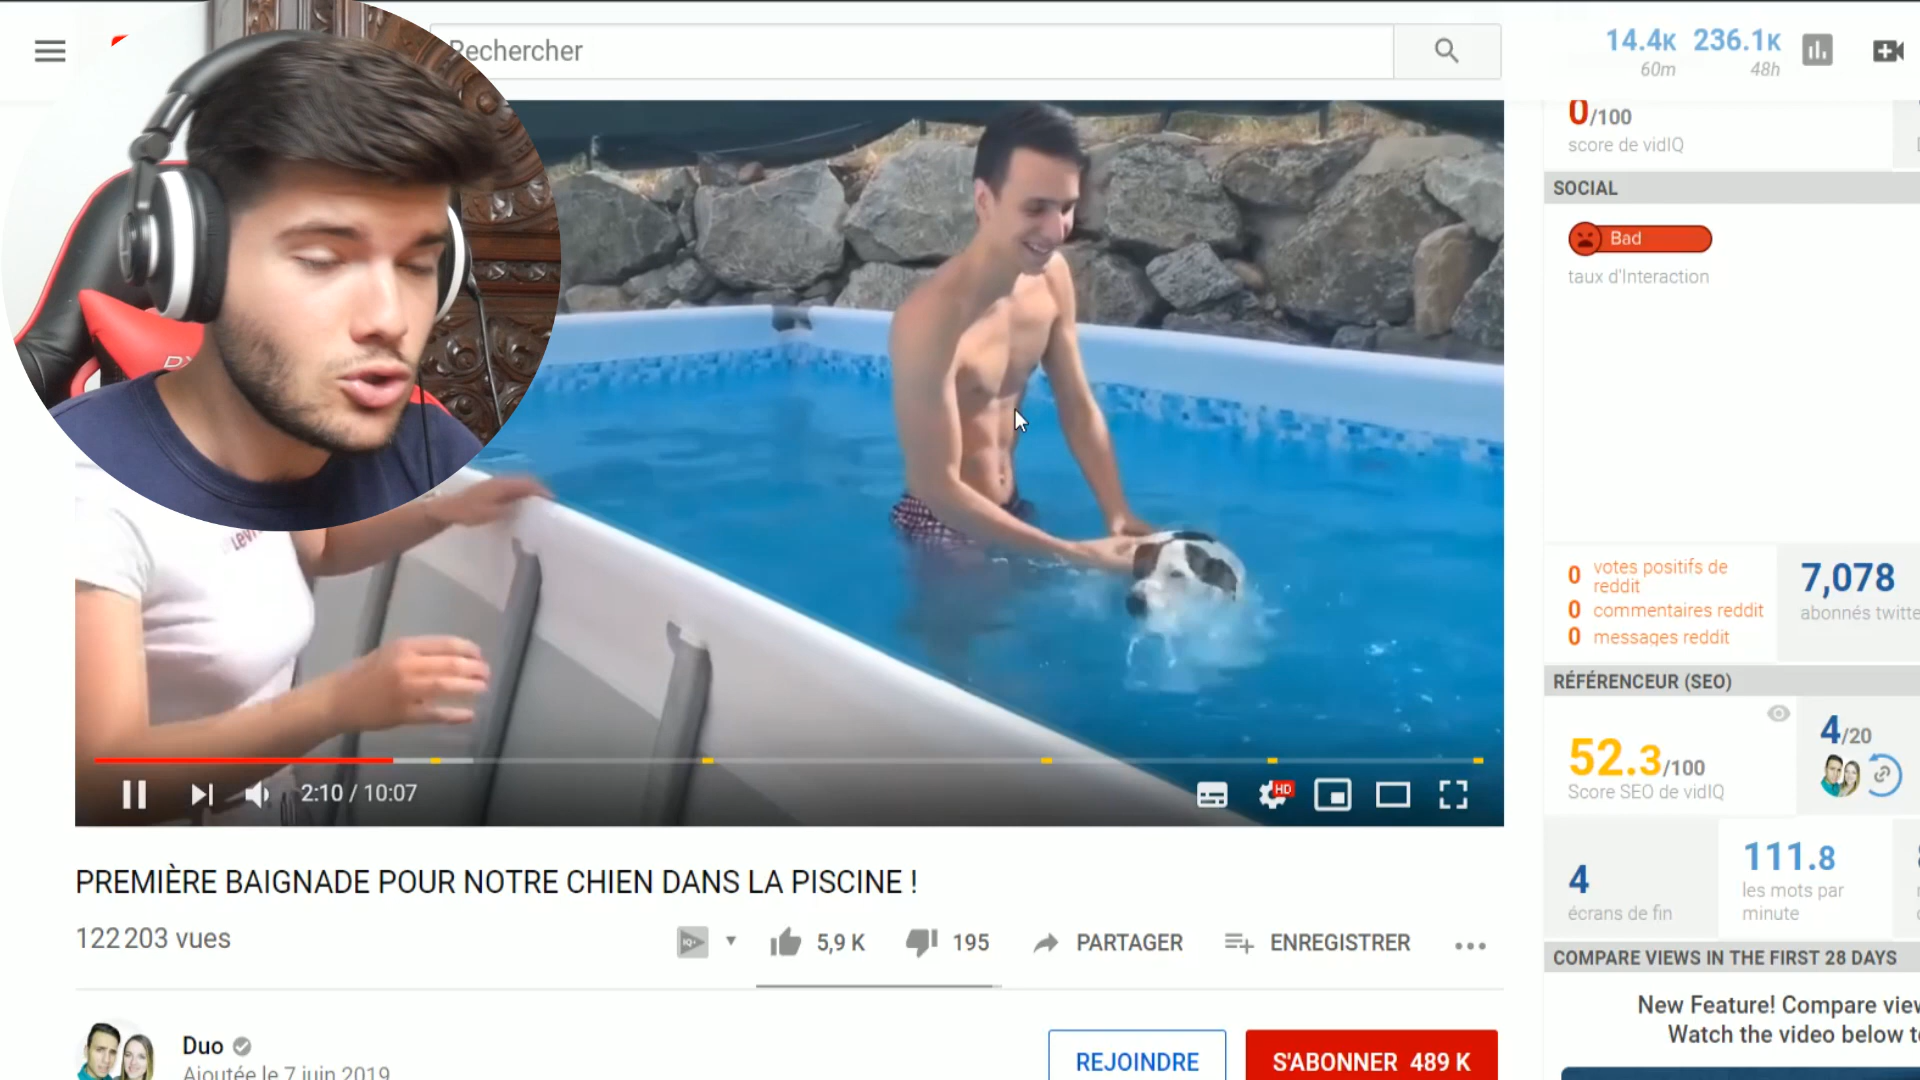 Rechercher
14.4K 236.1K
60m 48h
0/100
score de vidIQ
SOCIAL
Bad
taux d'Interaction
0 votes positifs de reddit
0 commentaires reddit
0 messages reddit
7,078
abonnés twitte
RÉFÉRENCEUR (SEO)
52.3/100
Score SEO de vidIQ
4/20
4
écrans de fin
111.8
les mots par
minute
COMPARE VIEWS IN THE FIRST 28 DAYS
New Feature! Compare view
Watch the video below to
2:10 / 10:07
HD
PREMIÈRE BAIGNADE POUR NOTRE CHIEN DANS LA PISCINE !
122 203 vues
IQ
5,9 K
195
PARTAGER
ENREGISTRER
Duo
Ajoutée le 7 juin 2019
REJOINDRE
S'ABONNER 489 K